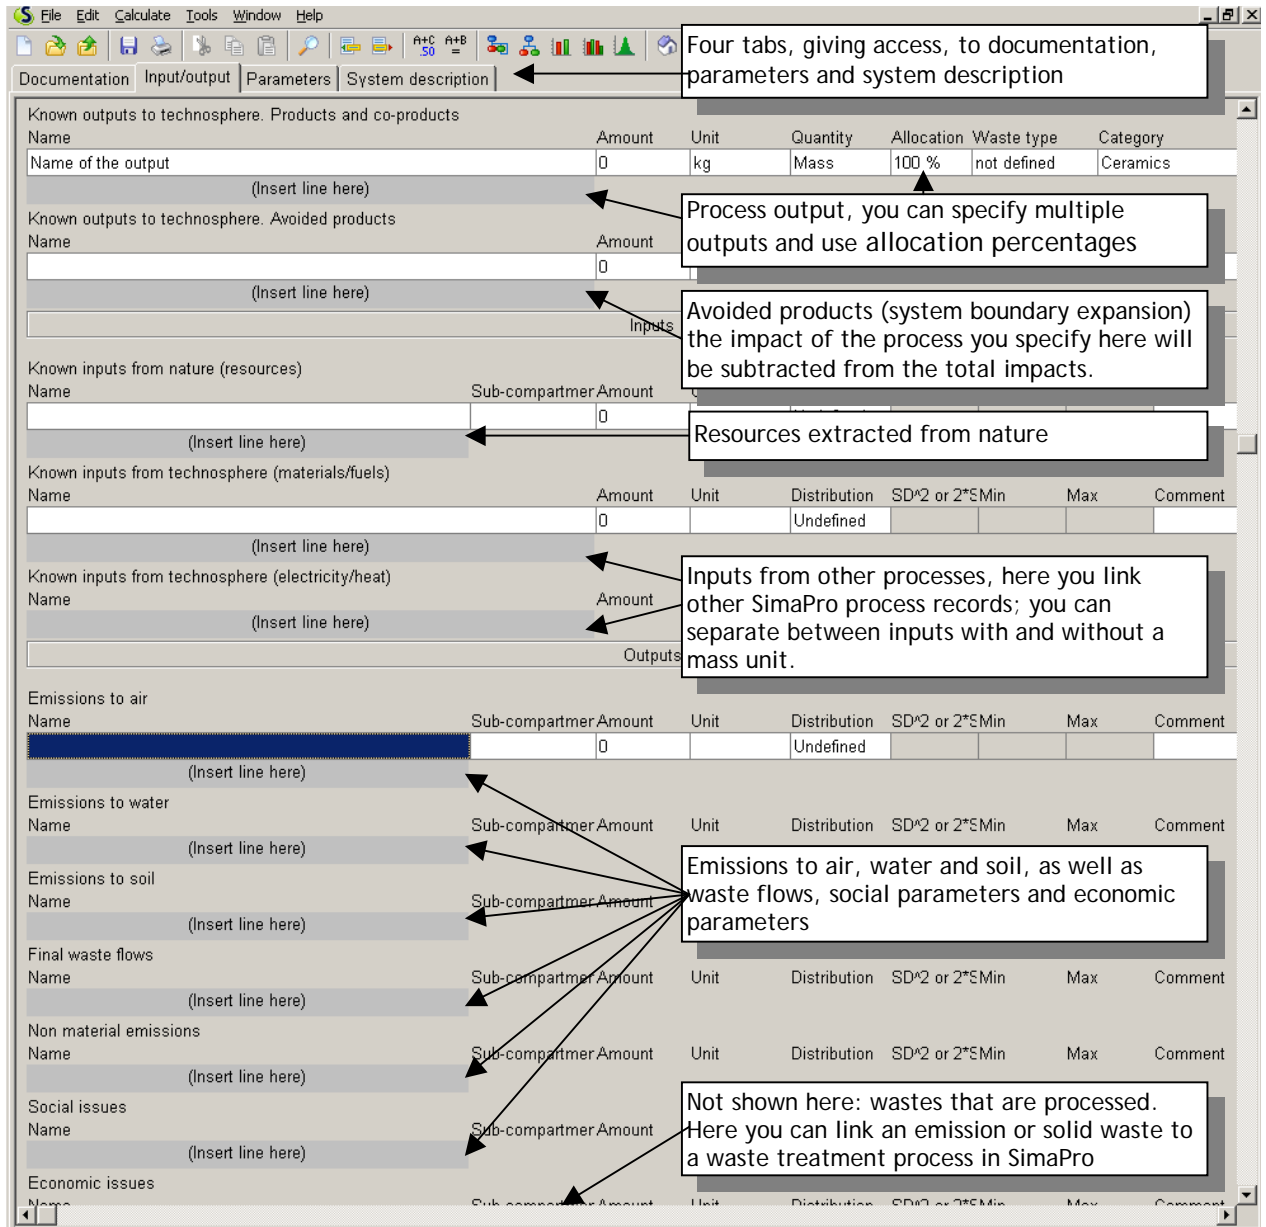 File Edit Calculate Tools Window Help
A+C .50 A+B =
Four tabs, giving access, to documentation,
parameters and system description
Documentation Input/output Parameters System description
Known outputs to technosphere. Products and co-products
Name Amount Unit Quantity Allocation Waste type Category
Name of the output 0 kg Mass 100 % not defined Ceramics
(Insert line here)
Process output, you can specify multiple
outputs and use allocation percentages
Known outputs to technosphere. Avoided products
Name Amount
0
(Insert line here)
Avoided products (system boundary expansion)
the impact of the process you specify here will
be subtracted from the total impacts.
Inputs
Known inputs from nature (resources)
Name Sub-compartmer Amount
0
(Insert line here)
Resources extracted from nature
Known inputs from technosphere (materials/fuels)
Name Amount Unit Distribution SD^2 or 2*S Min Max Comment
0 Undefined
(Insert line here)
Inputs from other processes, here you link
other SimaPro process records; you can
separate between inputs with and without a
mass unit.
Known inputs from technosphere (electricity/heat)
Name Amount
(Insert line here)
Outputs
Emissions to air
Name Sub-compartmer Amount Unit Distribution SD^2 or 2*S Min Max Comment
0 Undefined
(Insert line here)
Emissions to water
Name Sub-compartmer Amount Unit Distribution SD^2 or 2*S Min Max Comment
(Insert line here)
Emissions to air, water and soil, as well as
waste flows, social parameters and economic
parameters
Emissions to soil
Name Sub-compartmer Amount
(Insert line here)
Final waste flows
Name Sub-compartmer Amount Unit Distribution SD^2 or 2*S Min Max Comment
(Insert line here)
Non material emissions
Name Sub-compartmer Amount Unit Distribution SD^2 or 2*S Min Max Comment
(Insert line here)
Not shown here: wastes that are processed.
Here you can link an emission or solid waste to
a waste treatment process in SimaPro
Social issues
Name Sub-compartmer Amount
(Insert line here)
Economic issues
Name Sub-compartmer Amount Unit Distribution SD^2 or 2*S Min Max Comment